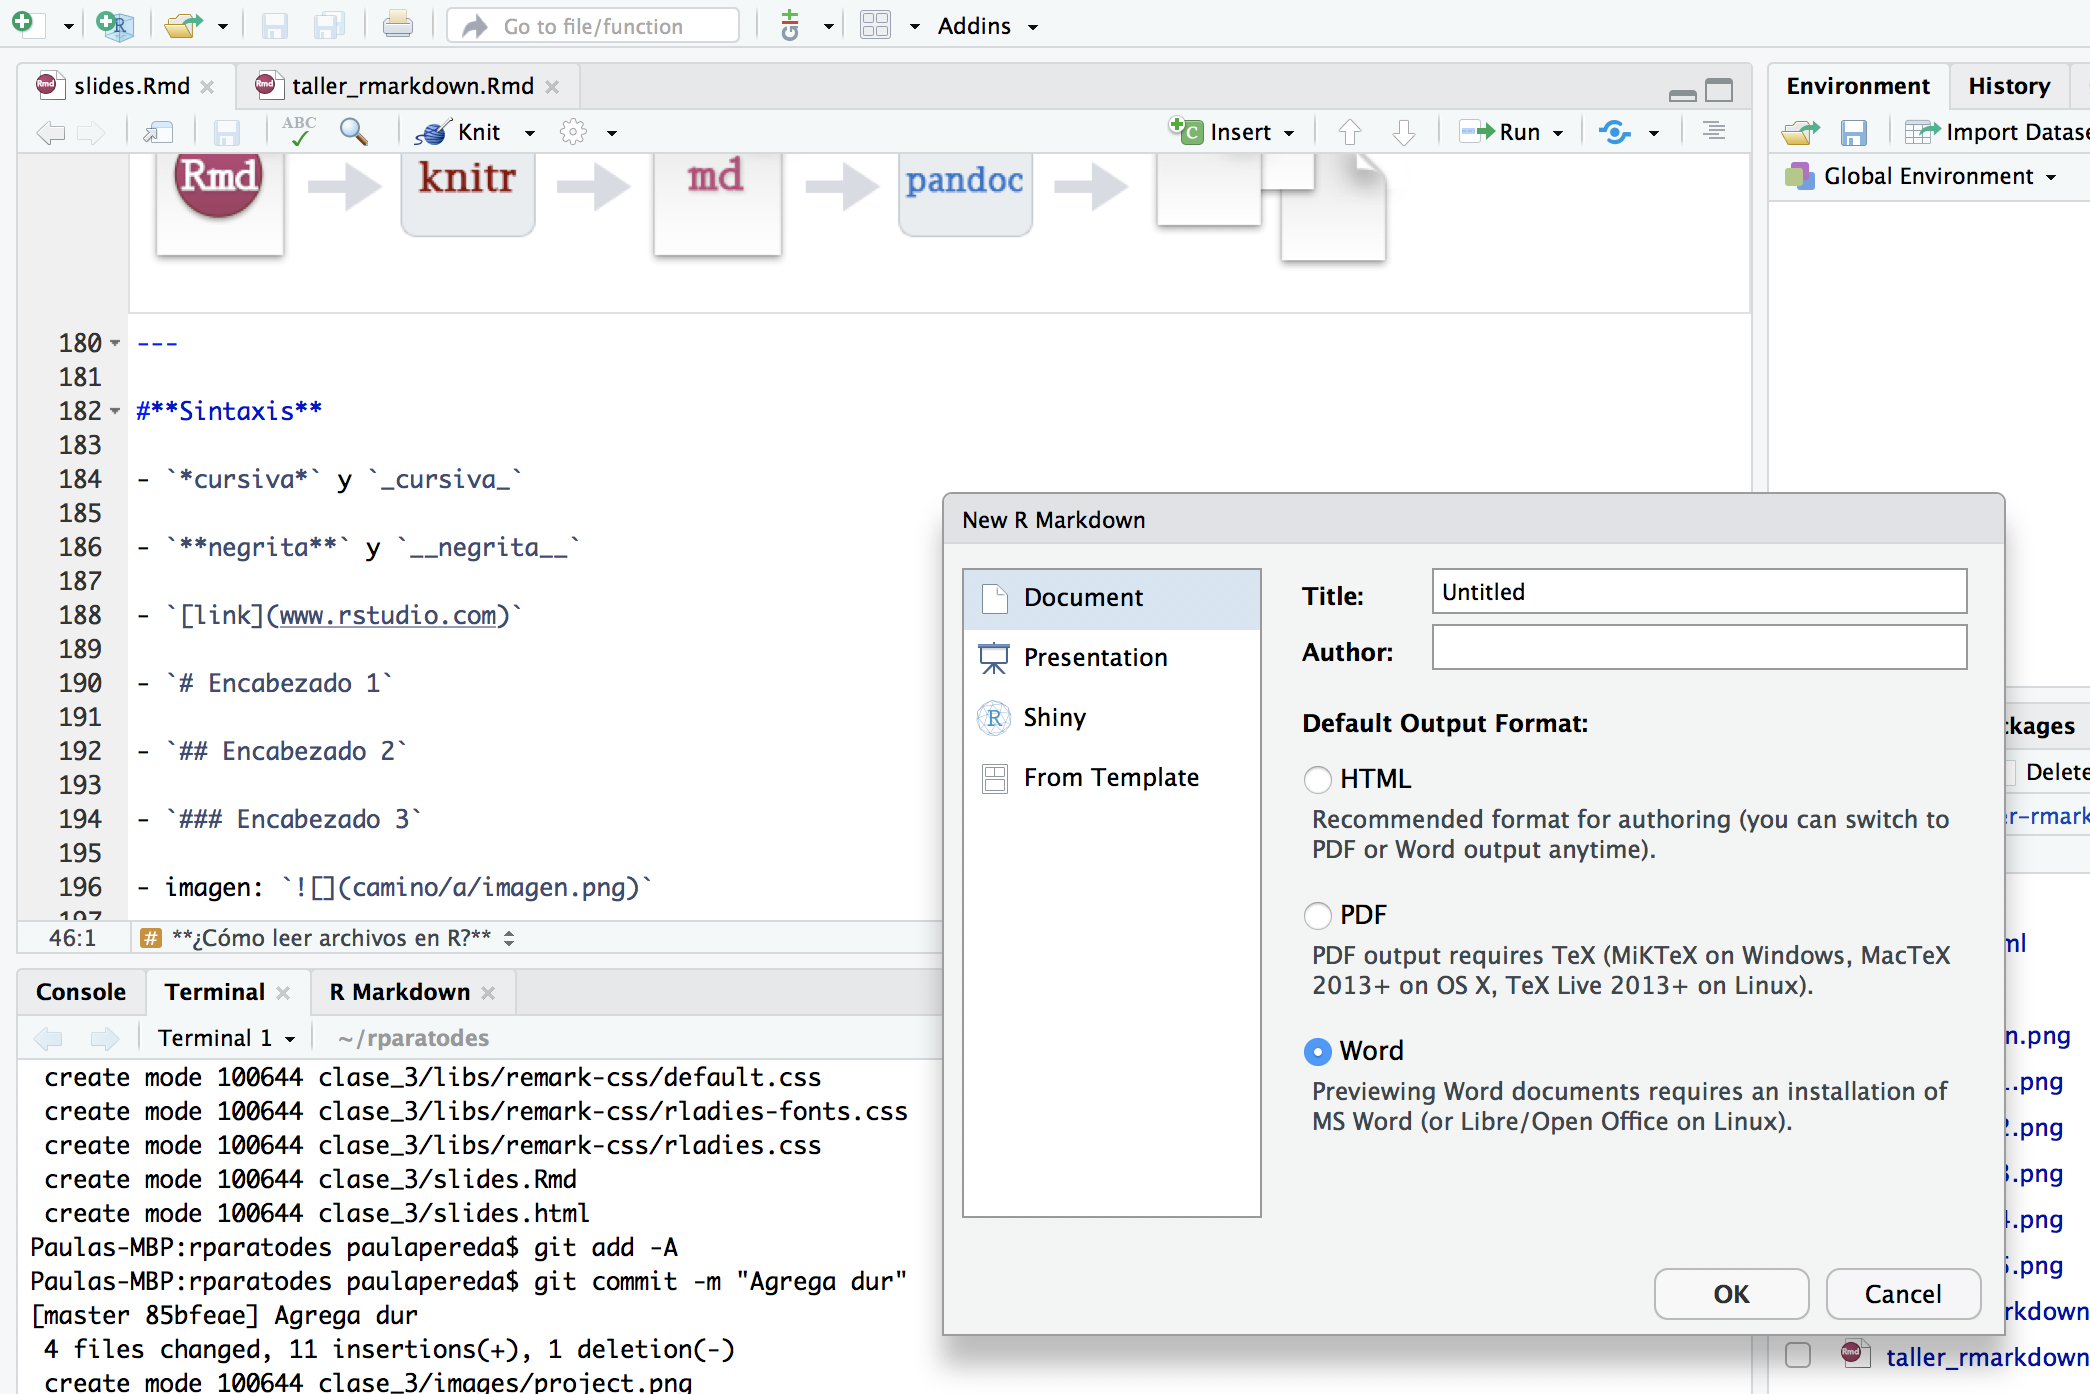 Go to file/function
Addins
slides.Rmd
taller_rmarkdown.Rmd
Environment
History
ABC
Knit
Insert
Run
Import Datase
Global Environment
Rmd
knitr
md
pandoc
180 ---
181
182 #**Sintaxis**
183
184 - `*cursiva*` y `_cursiva_`
185
186 - `**negrita**` y `__negrita__`
187
188 - `[link](www.rstudio.com)`
189
190 - `# Encabezado 1`
191
192 - `## Encabezado 2`
193
194 - `### Encabezado 3`
195
196 - imagen: `![](camino/a/imagen.png)`
197
46:1 # **¿Cómo leer archivos en R?**
Console
Terminal
R Markdown
Terminal 1
~/rparatodes
create mode 100644 clase_3/libs/remark-css/default.css
create mode 100644 clase_3/libs/remark-css/rladies-fonts.css
create mode 100644 clase_3/libs/remark-css/rladies.css
create mode 100644 clase_3/slides.Rmd
create mode 100644 clase_3/slides.html
Paulas-MBP:rparatodes paulapereda$ git add -A
Paulas-MBP:rparatodes paulapereda$ git commit -m "Agrega dur"
[master 85bfeae] Agrega dur
4 files changed, 11 insertions(+), 1 deletion(-)
create mode 100644 clase_3/images/project.png
New R Markdown
Document
Presentation
Shiny
From Template
Title: Untitled
Author:
Default Output Format:
HTML
Recommended format for authoring (you can switch to
PDF or Word output anytime).
PDF
PDF output requires TeX (MiKTeX on Windows, MacTeX
2013+ on OS X, TeX Live 2013+ on Linux).
Word
Previewing Word documents requires an installation of
MS Word (or Libre/Open Office on Linux).
OK
Cancel
ckages
Delete
er-rmark
ml
n.png
1.png
2.png
3.png
4.png
5.png
rkdown
taller_rmarkdown